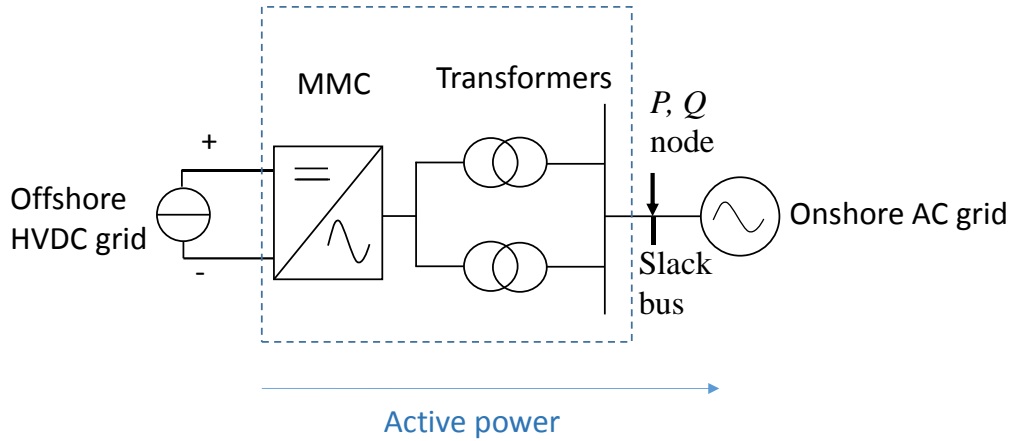 MMC
Transformers
P, Q
node
+
Offshore
HVDC grid
-
Onshore AC grid
Slack
bus
Active power